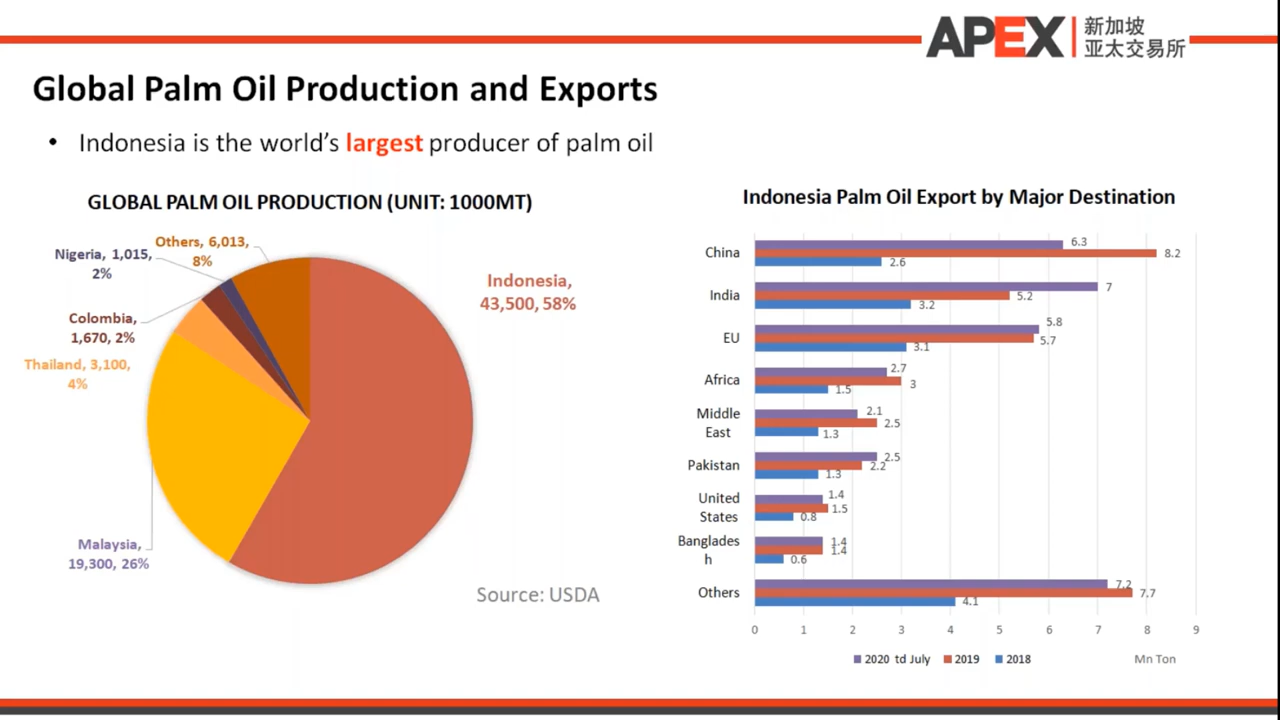 APEX
新加坡
亚太交易所
Global Palm Oil Production and Exports
• Indonesia is the world's largest producer of palm oil
GLOBAL PALM OIL PRODUCTION (UNIT: 1000MT)
Others, 6,013,
8%
Nigeria, 1,015,
2%
Colombia,
1,670, 2%
Thailand, 3,100,
4%
Malaysia,
19,300, 26%
Indonesia,
43,500, 58%
Source: USDA
Indonesia Palm Oil Export by Major Destination
China
6.3
8.2
2.6
India
7
5.2
3.2
EU
5.8
5.7
3.1
Africa
2.7
3
1.5
Middle
East
2.1
2.5
1.3
Pakistan
2.5
2.2
1.3
United
States
1.4
1.5
0.8
Banglades
h
1.4
1.4
0.6
Others
7.2
7.7
4.1
0 1 2 3 4 5 6 7 8 9
2020 td July 2019 2018
Mn Ton